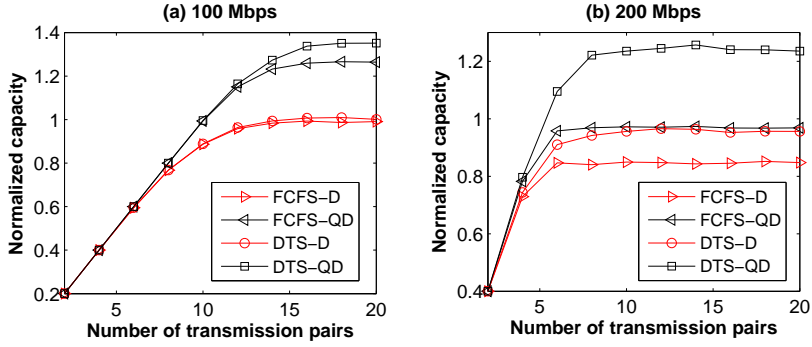 (a) 100 Mbps
Normalized capacity
1.4
1.2
1
0.8
0.6
0.4
0.2
5
10
15
20
Number of transmission pairs
FCFS−D
FCFS−QD
DTS−D
DTS−QD
(b) 200 Mbps
Normalized capacity
1.4
1.2
1
0.8
0.6
0.4
5
10
15
20
Number of transmission pairs
FCFS−D
FCFS−QD
DTS−D
DTS−QD